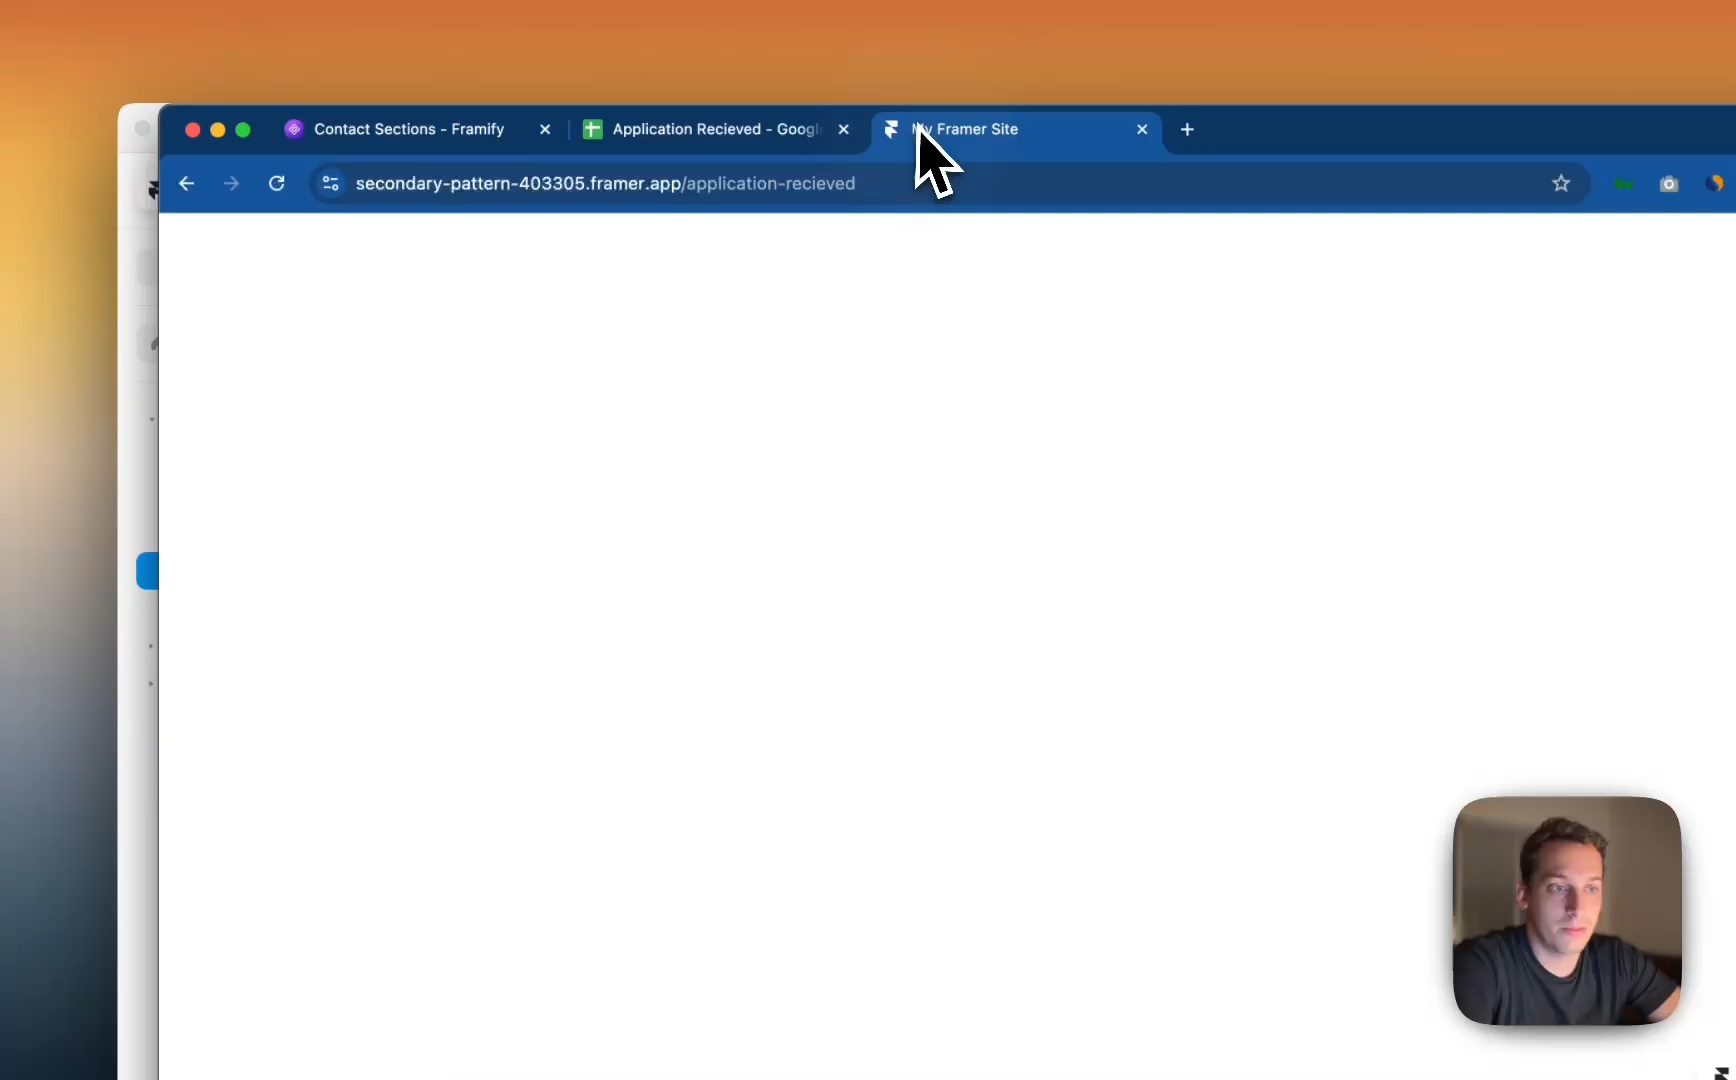 Contact Sections - Framify
Application Recieved - Googl
My Framer Site
secondary-pattern-403305.framer.app/application-recieved